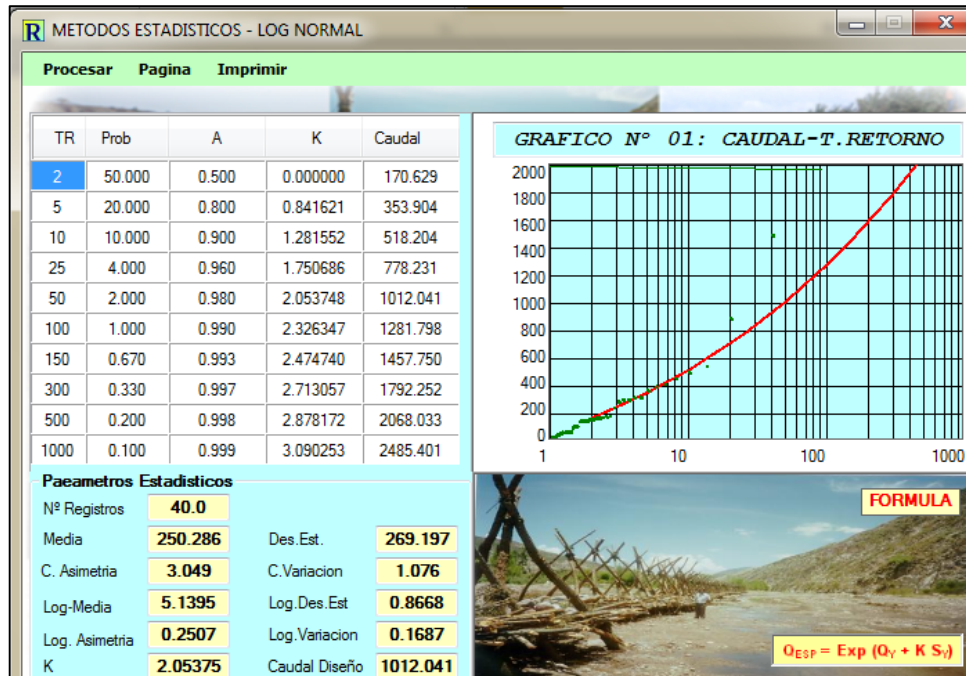 R METODOS ESTADISTICOS - LOG NORMAL
Procesar Pagina Imprimir
TR Prob A K Caudal
2 50.000 0.500 0.000000 170.629
5 20.000 0.800 0.841621 353.904
10 10.000 0.900 1.281552 518.204
25 4.000 0.960 1.750686 778.231
50 2.000 0.980 2.053748 1012.041
100 1.000 0.990 2.326347 1281.798
150 0.670 0.993 2.474740 1457.750
300 0.330 0.997 2.713057 1792.252
500 0.200 0.998 2.878172 2068.033
1000 0.100 0.999 3.090253 2485.401
GRAFICO Nº 01: CAUDAL-T.RETORNO
2000
1800
1600
1400
1200
1000
800
600
400
200
0
1 10 100 1000
Paeametros Estadisticos
Nº Registros 40.0
Media 250.286 Des.Est. 269.197
C. Asimetria 3.049 C.Variacion 1.076
Log-Media 5.1395 Log.Des.Est 0.8668
Log. Asimetria 0.2507 Log.Variacion 0.1687
K 2.05375 Caudal Diseño 1012.041
FORMULA
QESP = Exp (QY + K SY)